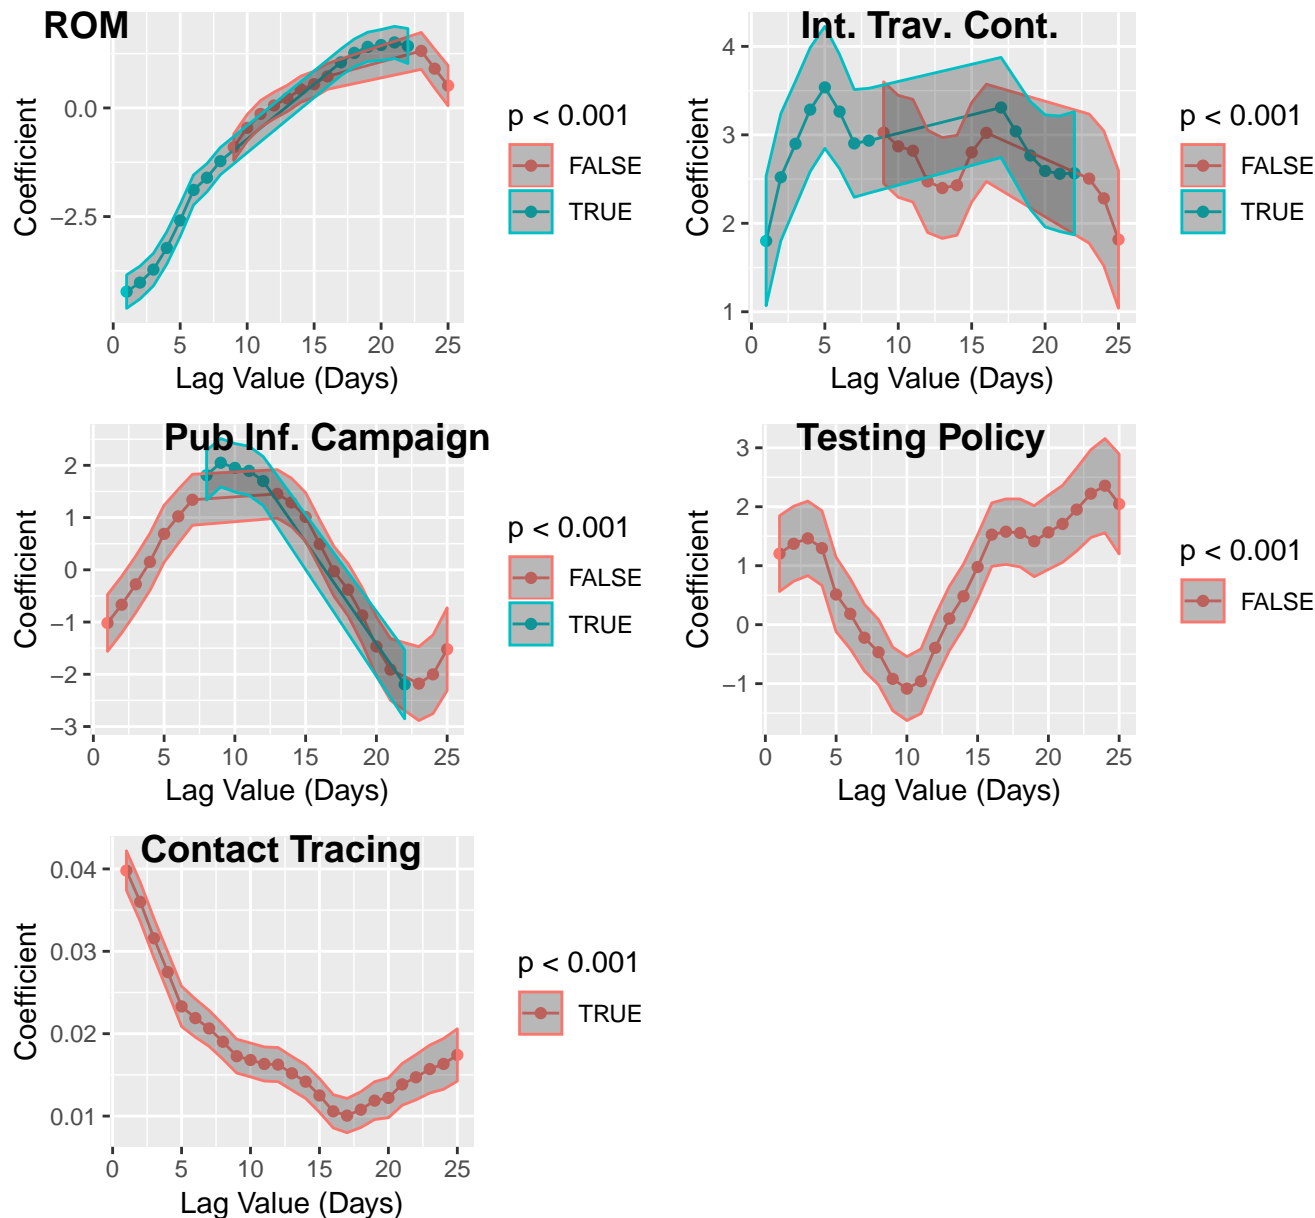 ROM
Coefficient
0.0
−2.5
0 5 10 15 20 25
Lag Value (Days)
p < 0.001
FALSE
TRUE
Int. Trav. Cont.
Coefficient
4
3
2
1
0 5 10 15 20 25
Lag Value (Days)
p < 0.001
FALSE
TRUE
Pub Inf. Campaign
Coefficient
2
1
0
−1
−2
−3
0 5 10 15 20 25
Lag Value (Days)
p < 0.001
FALSE
TRUE
Testing Policy
Coefficient
3
2
1
0
−1
0 5 10 15 20 25
Lag Value (Days)
p < 0.001
FALSE
Contact Tracing
Coefficient
0.04
0.03
0.02
0.01
0 5 10 15 20 25
Lag Value (Days)
p < 0.001
TRUE